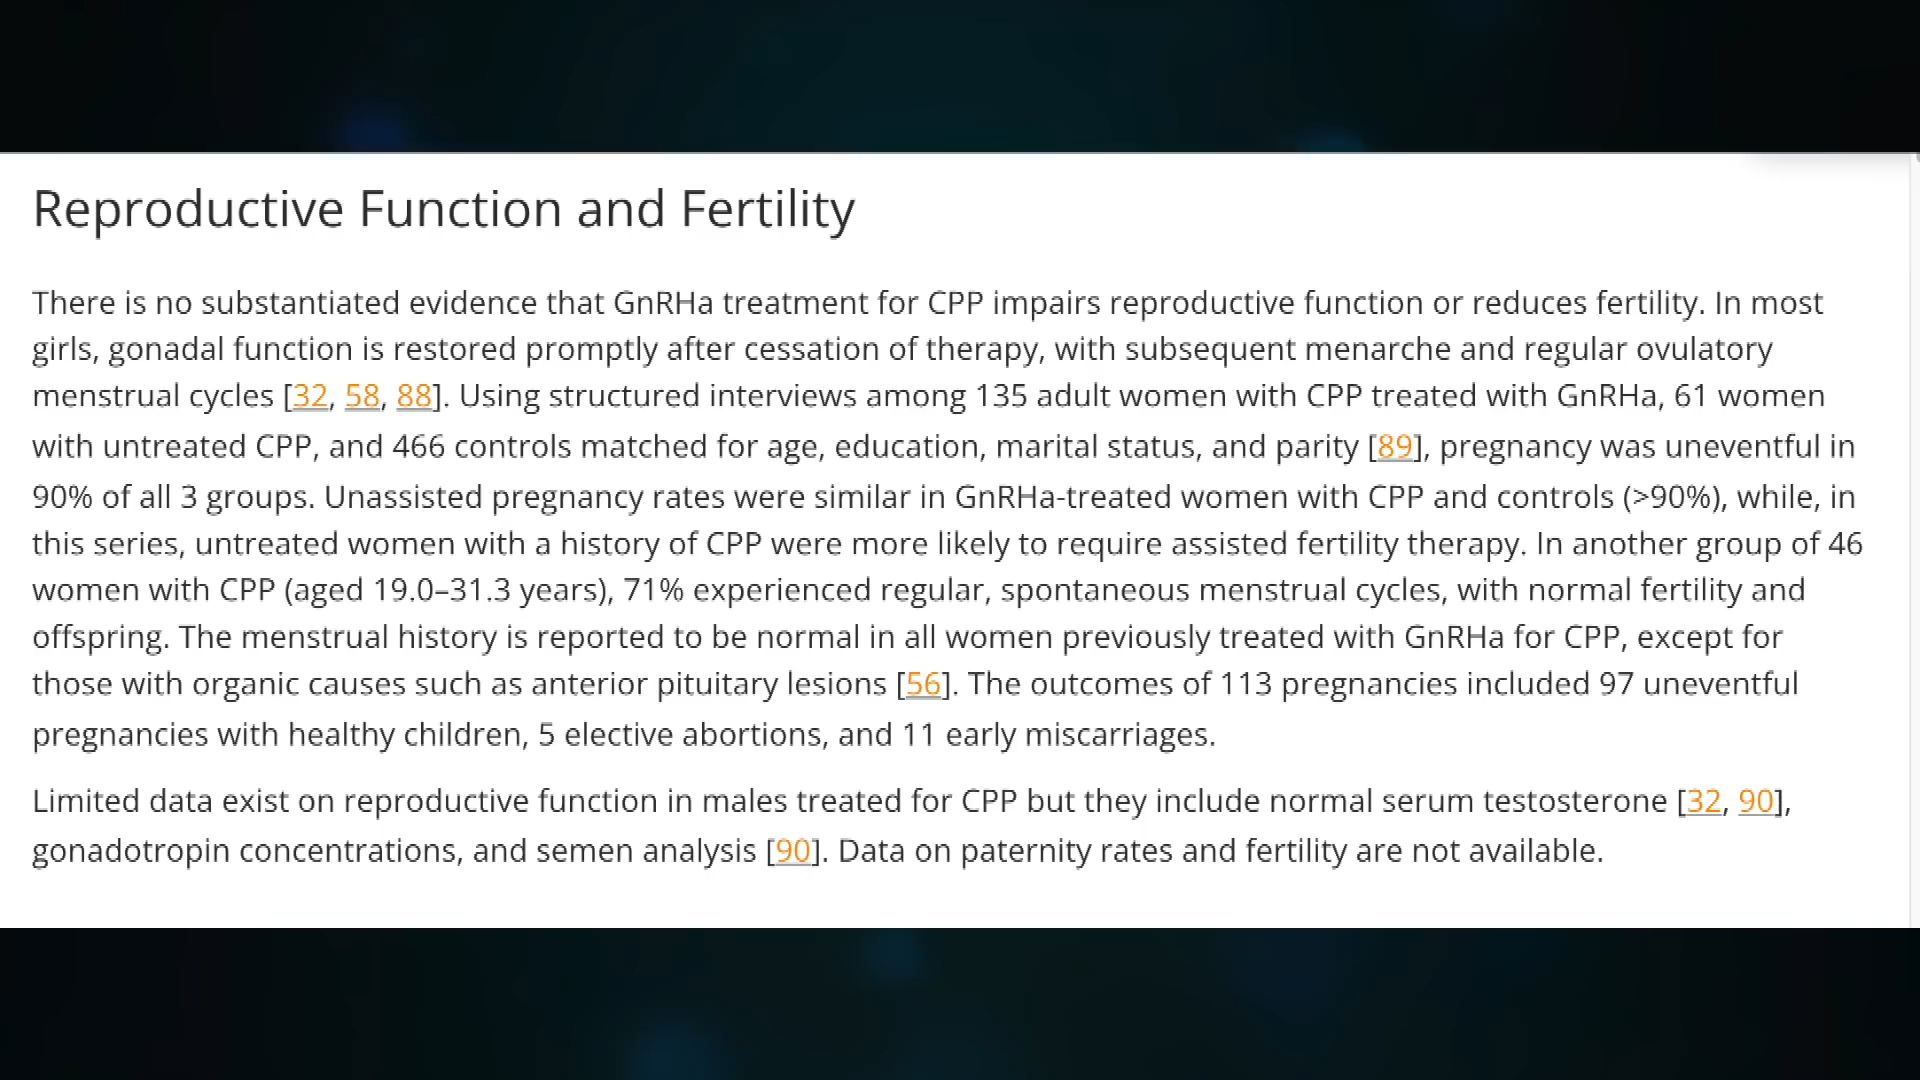 Reproductive Function and Fertility
There is no substantiated evidence that GnRHa treatment for CPP impairs reproductive function or reduces fertility. In most
girls, gonadal function is restored promptly after cessation of therapy, with subsequent menarche and regular ovulatory
menstrual cycles [32, 58, 88]. Using structured interviews among 135 adult women with CPP treated with GnRHa, 61 women
with untreated CPP, and 466 controls matched for age, education, marital status, and parity [89], pregnancy was uneventful in
90% of all 3 groups. Unassisted pregnancy rates were similar in GnRHa-treated women with CPP and controls (>90%), while, in
this series, untreated women with a history of CPP were more likely to require assisted fertility therapy. In another group of 46
women with CPP (aged 19.0–31.3 years), 71% experienced regular, spontaneous menstrual cycles, with normal fertility and
offspring. The menstrual history is reported to be normal in all women previously treated with GnRHa for CPP, except for
those with organic causes such as anterior pituitary lesions [56]. The outcomes of 113 pregnancies included 97 uneventful
pregnancies with healthy children, 5 elective abortions, and 11 early miscarriages.
Limited data exist on reproductive function in males treated for CPP but they include normal serum testosterone [32, 90],
gonadotropin concentrations, and semen analysis [90]. Data on paternity rates and fertility are not available.